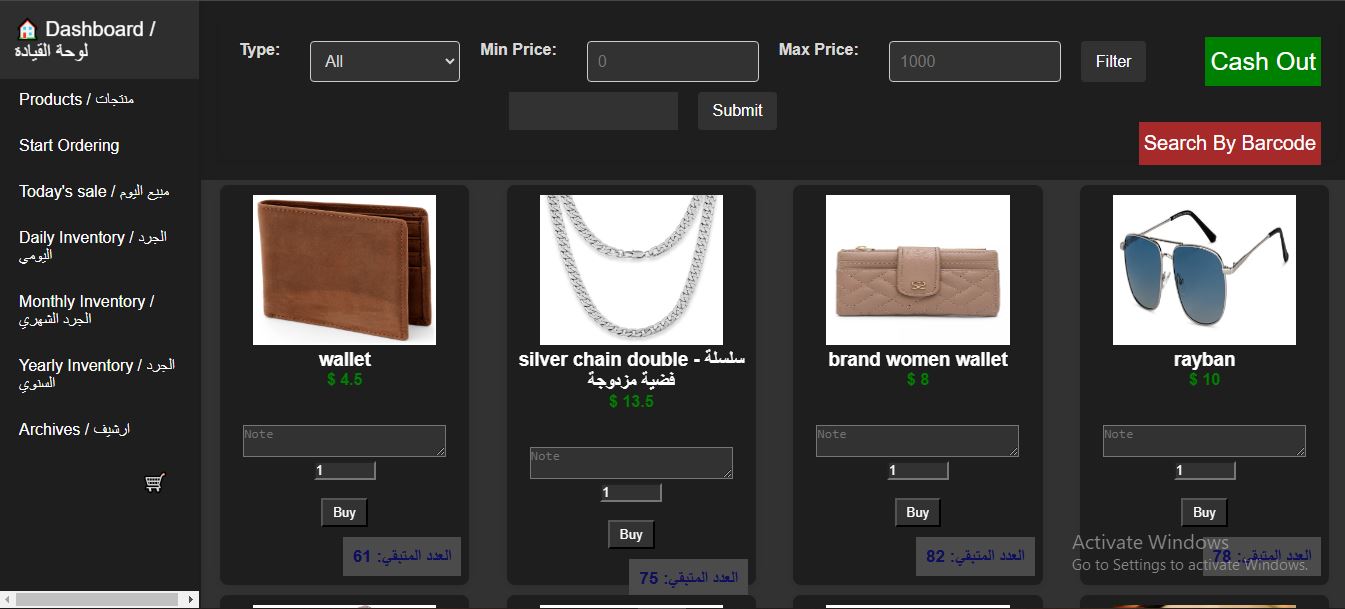 🏠 Dashboard /
لوحة القيادة
Products / منتجات
Start Ordering
Today's sale / مبيع اليوم
Daily Inventory / الجرد
اليومي
Monthly Inventory /
الجرد الشهري
Yearly Inventory / الجرد
السنوي
Archives / ارشيف
Type: All Min Price: 0 Max Price: 1000 Filter Cash Out
Submit
Search By Barcode
wallet
$ 4.5
Note
1
Buy
العدد المتبقي: 61
silver chain double - سلسلة
فضية مزدوجة
$ 13.5
Note
1
Buy
العدد المتبقي: 75
brand women wallet
$ 8
Note
1
Buy
العدد المتبقي: 82
rayban
$ 10
Note
1
Buy
العدد المتبقي: 78
Activate Windows
Go to Settings to activate Windows.